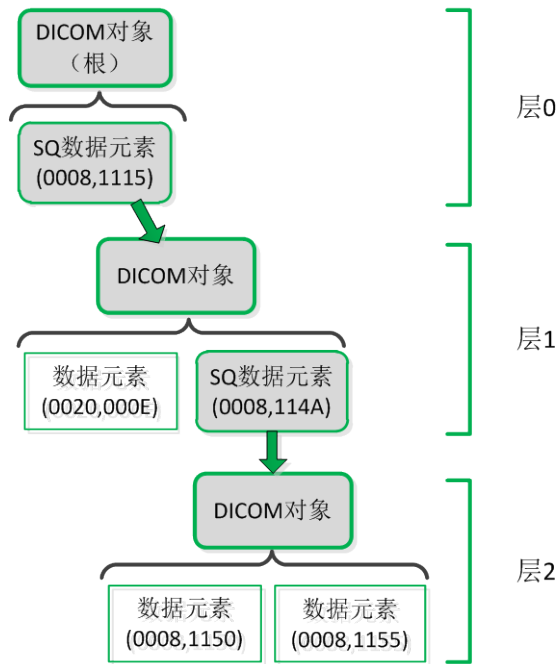 DICOM对象
（根）
层0
SQ数据元素
(0008,1115)
DICOM对象
层1
数据元素
(0020,000E)
SQ数据元素
(0008,114A)
DICOM对象
层2
数据元素
(0008,1150)
数据元素
(0008,1155)